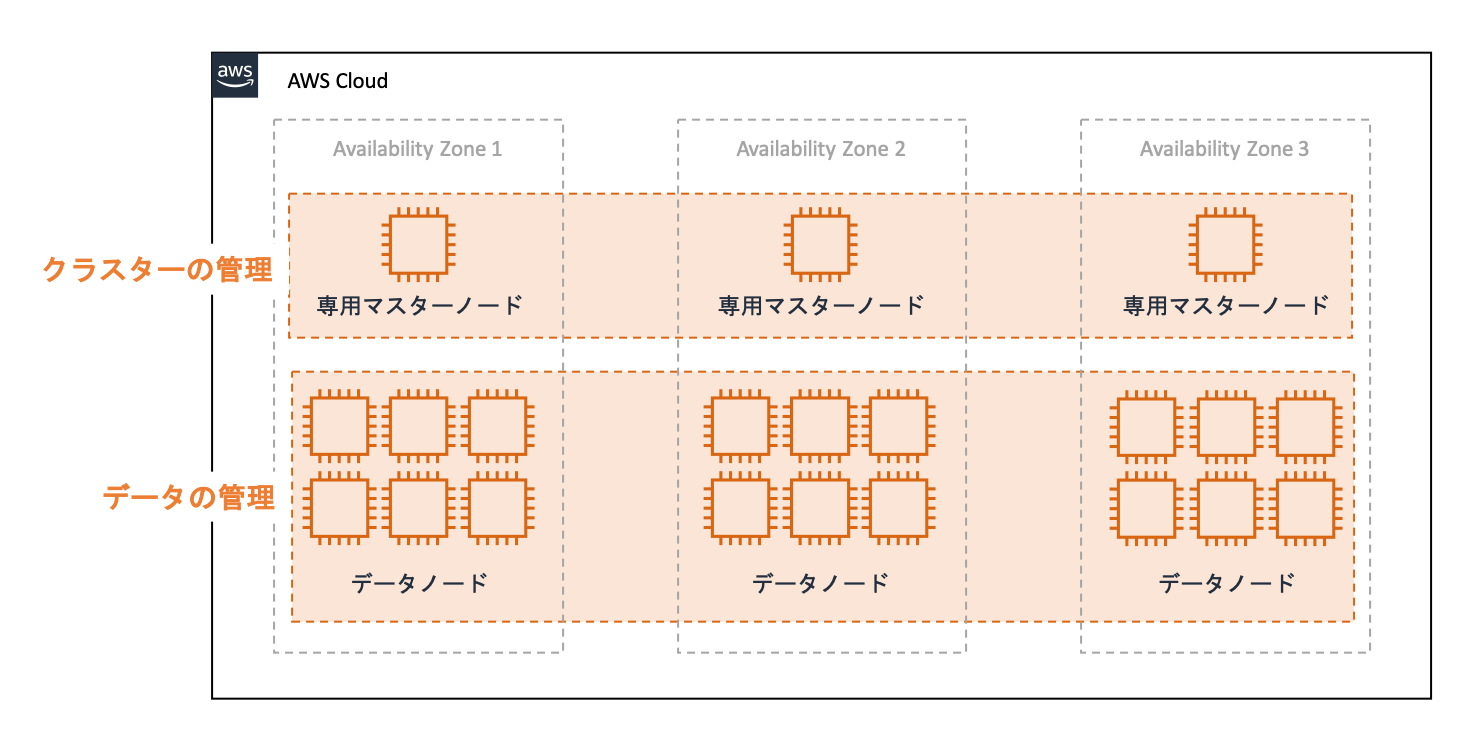 aws
AWS Cloud
Availability Zone 1
Availability Zone 2
Availability Zone 3
クラスターの管理
専用マスターノード
専用マスターノード
専用マスターノード
データの管理
データノード
データノード
データノード